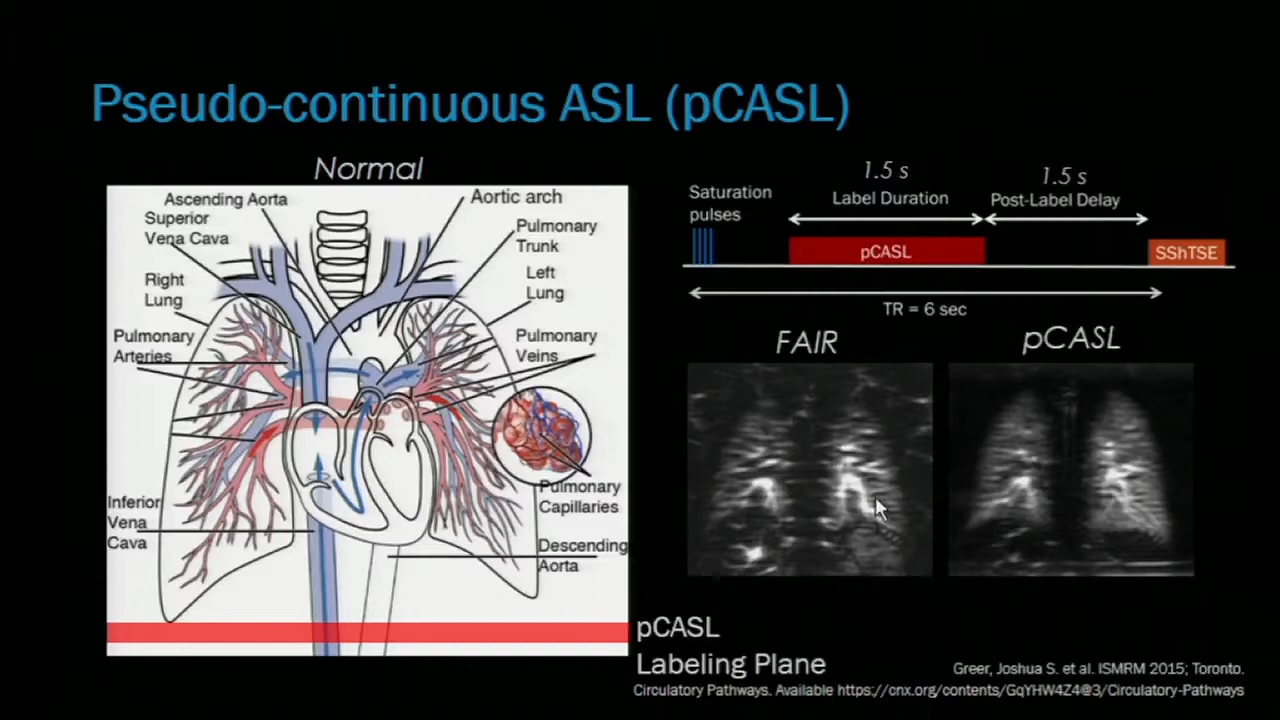 Pseudo-continuous ASL (pCASL)
Normal
Ascending Aorta
Superior
Vena Cava
Right
Lung
Pulmonary
Arteries
Inferior
Vena
Cava
Aortic arch
Pulmonary
Trunk
Left
Lung
Pulmonary
Veins
Pulmonary
Capillaries
Descending
Aorta
pCASL
Labeling Plane
Saturation
pulses
1.5 s
Label Duration
1.5 s
Post-Label Delay
pCASL
SShTSE
TR = 6 sec
FAIR
pCASL
Greer, Joshua S. et al. ISMRM 2015; Toronto.
Circulatory Pathways. Available https://cnx.org/contents/GqYHW4Z4@3/Circulatory-Pathways